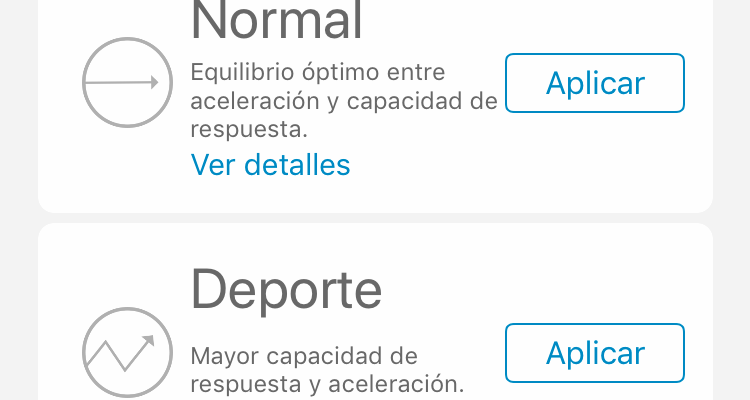 Normal
Equilibrio óptimo entre
aceleración y capacidad de
respuesta.
Ver detalles
Aplicar
Deporte
Mayor capacidad de
respuesta y aceleración.
Aplicar